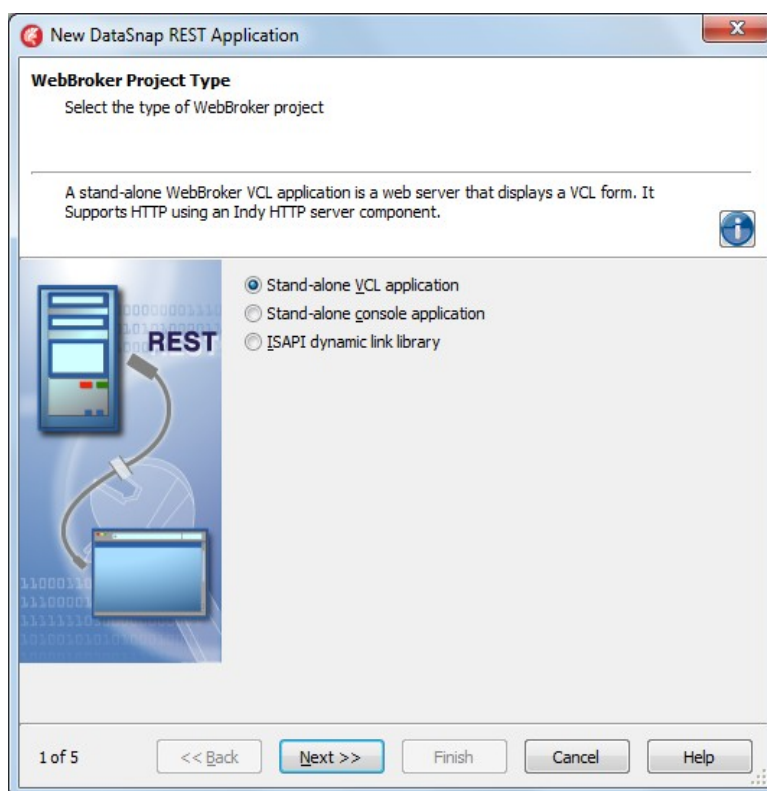 New DataSnap REST Application
WebBroker Project Type
Select the type of WebBroker project
A stand-alone WebBroker VCL application is a web server that displays a VCL form. It
Supports HTTP using an Indy HTTP server component.
REST
Stand-alone VCL application
Stand-alone console application
ISAPI dynamic link library
1 of 5
<< Back
Next >>
Finish
Cancel
Help